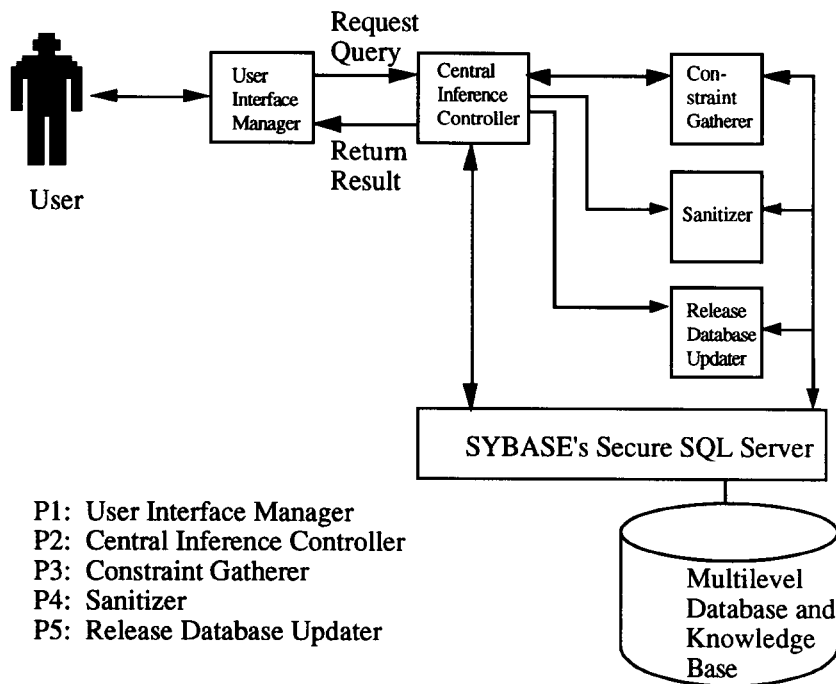 Request
Query
User
Interface
Manager
Central
Inference
Controller
Con-
straint
Gatherer
Return
Result
User
Sanitizer
Release
Database
Updater
SYBASE's Secure SQL Server
P1: User Interface Manager
P2: Central Inference Controller
P3: Constraint Gatherer
P4: Sanitizer
P5: Release Database Updater
Multilevel
Database and
Knowledge
Base